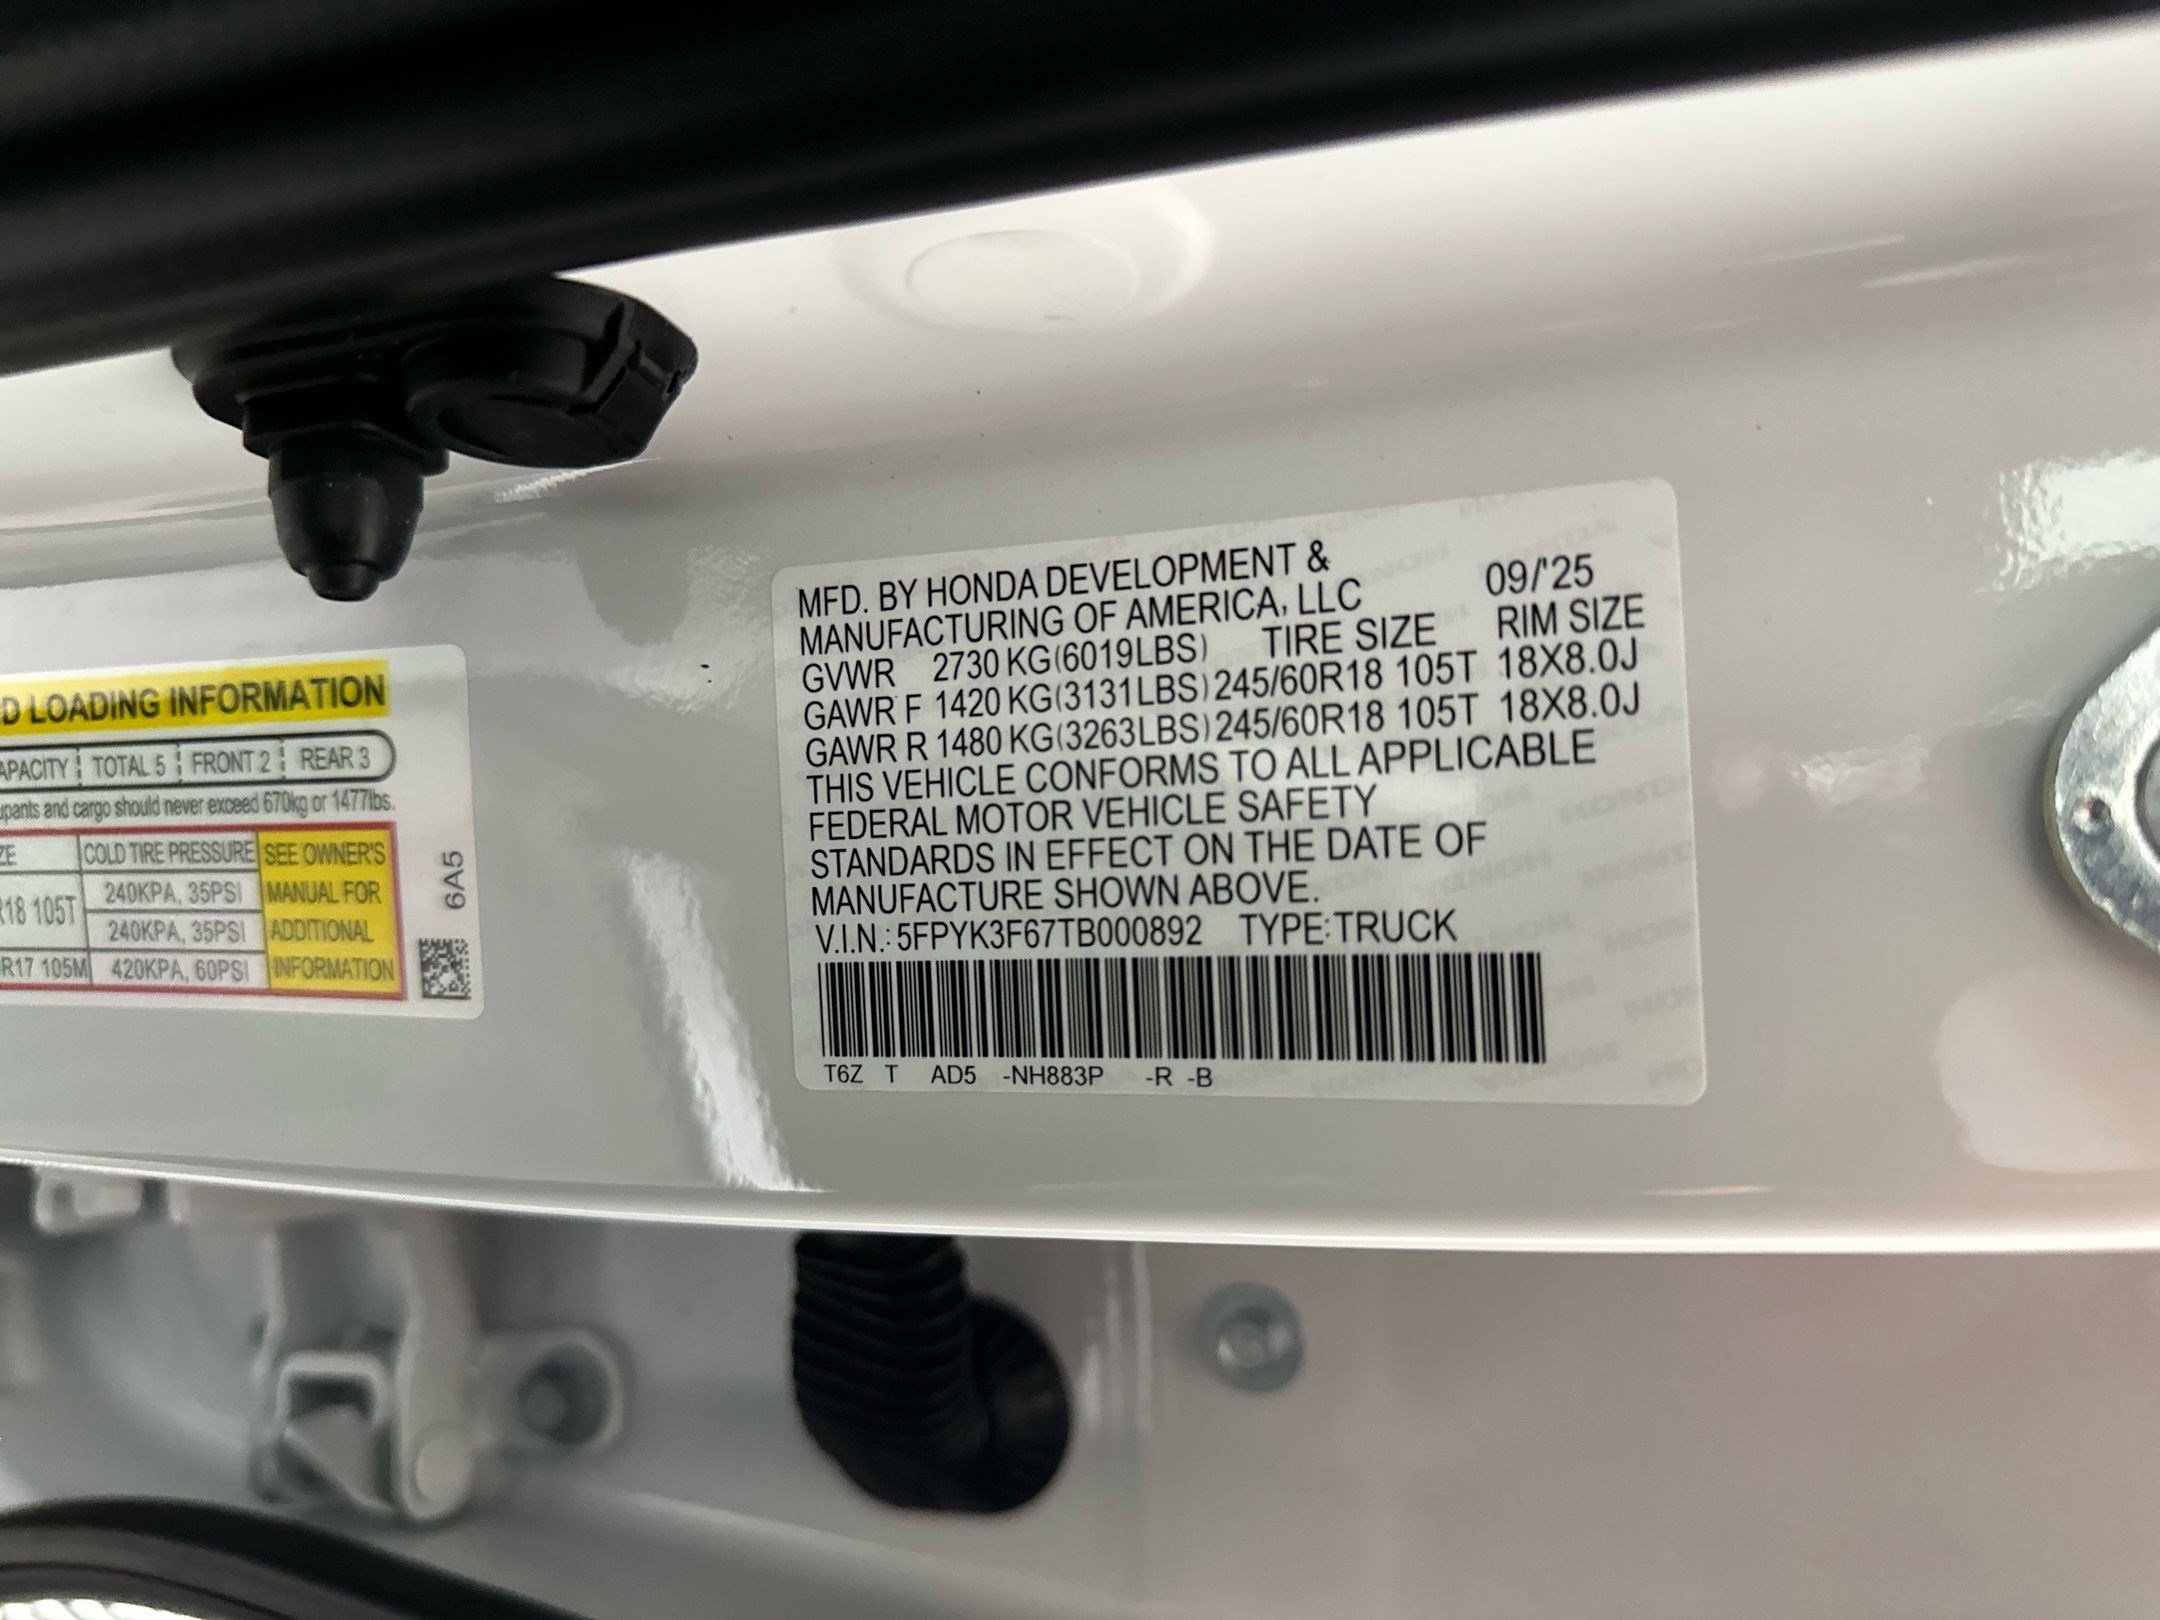 D LOADING INFORMATION
APACITY TOTAL 5 FRONT 2 REAR 3
upants and cargo should never exceed 670kg or 1477lbs.
ZE COLD TIRE PRESSURE SEE OWNER'S
R18 105T 240KPA, 35PSI MANUAL FOR
240KPA, 35PSI ADDITIONAL
R17 105M 420KPA, 60PSI INFORMATION
6A5
MFD. BY HONDA DEVELOPMENT &
MANUFACTURING OF AMERICA, LLC 09/'25
GVWR 2730 KG(6019LBS) TIRE SIZE RIM SIZE
GAWR F 1420 KG(3131LBS) 245/60R18 105T 18X8.0J
GAWR R 1480 KG(3263LBS) 245/60R18 105T 18X8.0J
THIS VEHICLE CONFORMS TO ALL APPLICABLE
FEDERAL MOTOR VEHICLE SAFETY
STANDARDS IN EFFECT ON THE DATE OF
MANUFACTURE SHOWN ABOVE.
V.I.N.: 5FPYK3F67TB000892 TYPE: TRUCK
T6Z T AD5 -NH883P -R -B